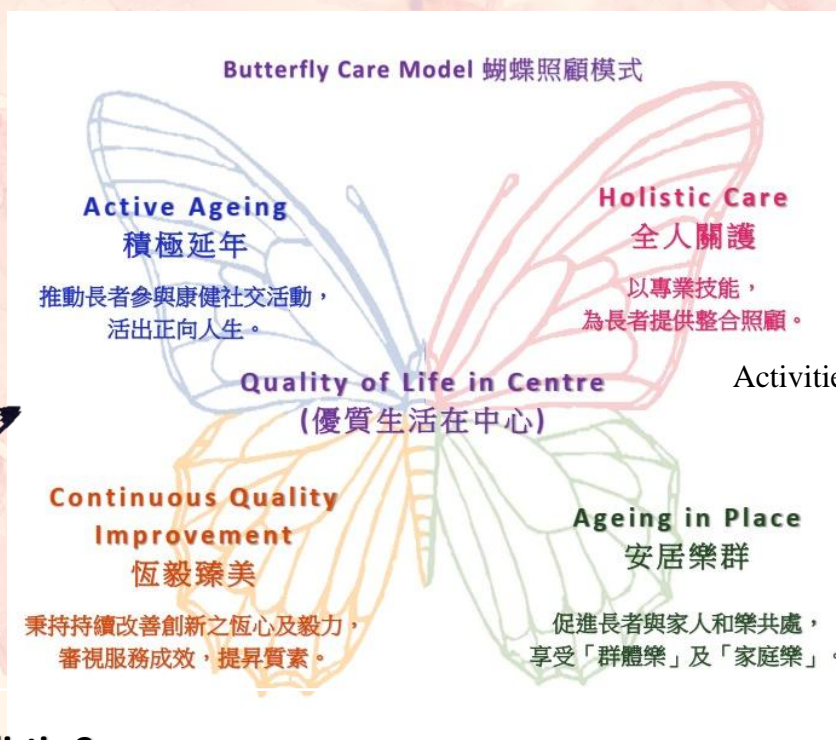 Butterfly Care Model 蝴蝶照顧模式
Active Ageing
積極延年
推動長者參與康健社交活動，
活出正向人生。
Holistic Care
全人關護
以專業技能，
為長者提供整合照顧。
Activitie
Quality of Life in Centre
(優質生活在中心)
Continuous Quality
Improvement
恆毅臻美
秉持持續改善創新之恆心及毅力，
審視服務成效，提昇質素。
Ageing in Place
安居樂群
促進長者與家人和樂共處，
享受「群體樂」及「家庭樂」。